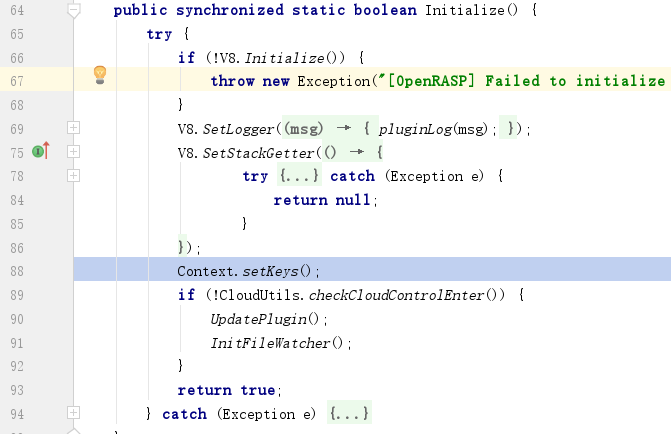 64 public synchronized static boolean Initialize() {
65 try {
66 if (!V8.Initialize()) {
67 throw new Exception("[OpenRASP] Failed to initialize
68 }
69 V8.SetLogger((msg) → { pluginLog(msg); });
75 V8.SetStackGetter(() → {
78 try {...} catch (Exception e) {
84 return null;
85 }
86 });
88 Context.setKeys();
89 if (!CloudUtils.checkCloudControlEnter()) {
90 UpdatePlugin();
91 InitFileWatcher();
92 }
93 return true;
94 } catch (Exception e) {...}